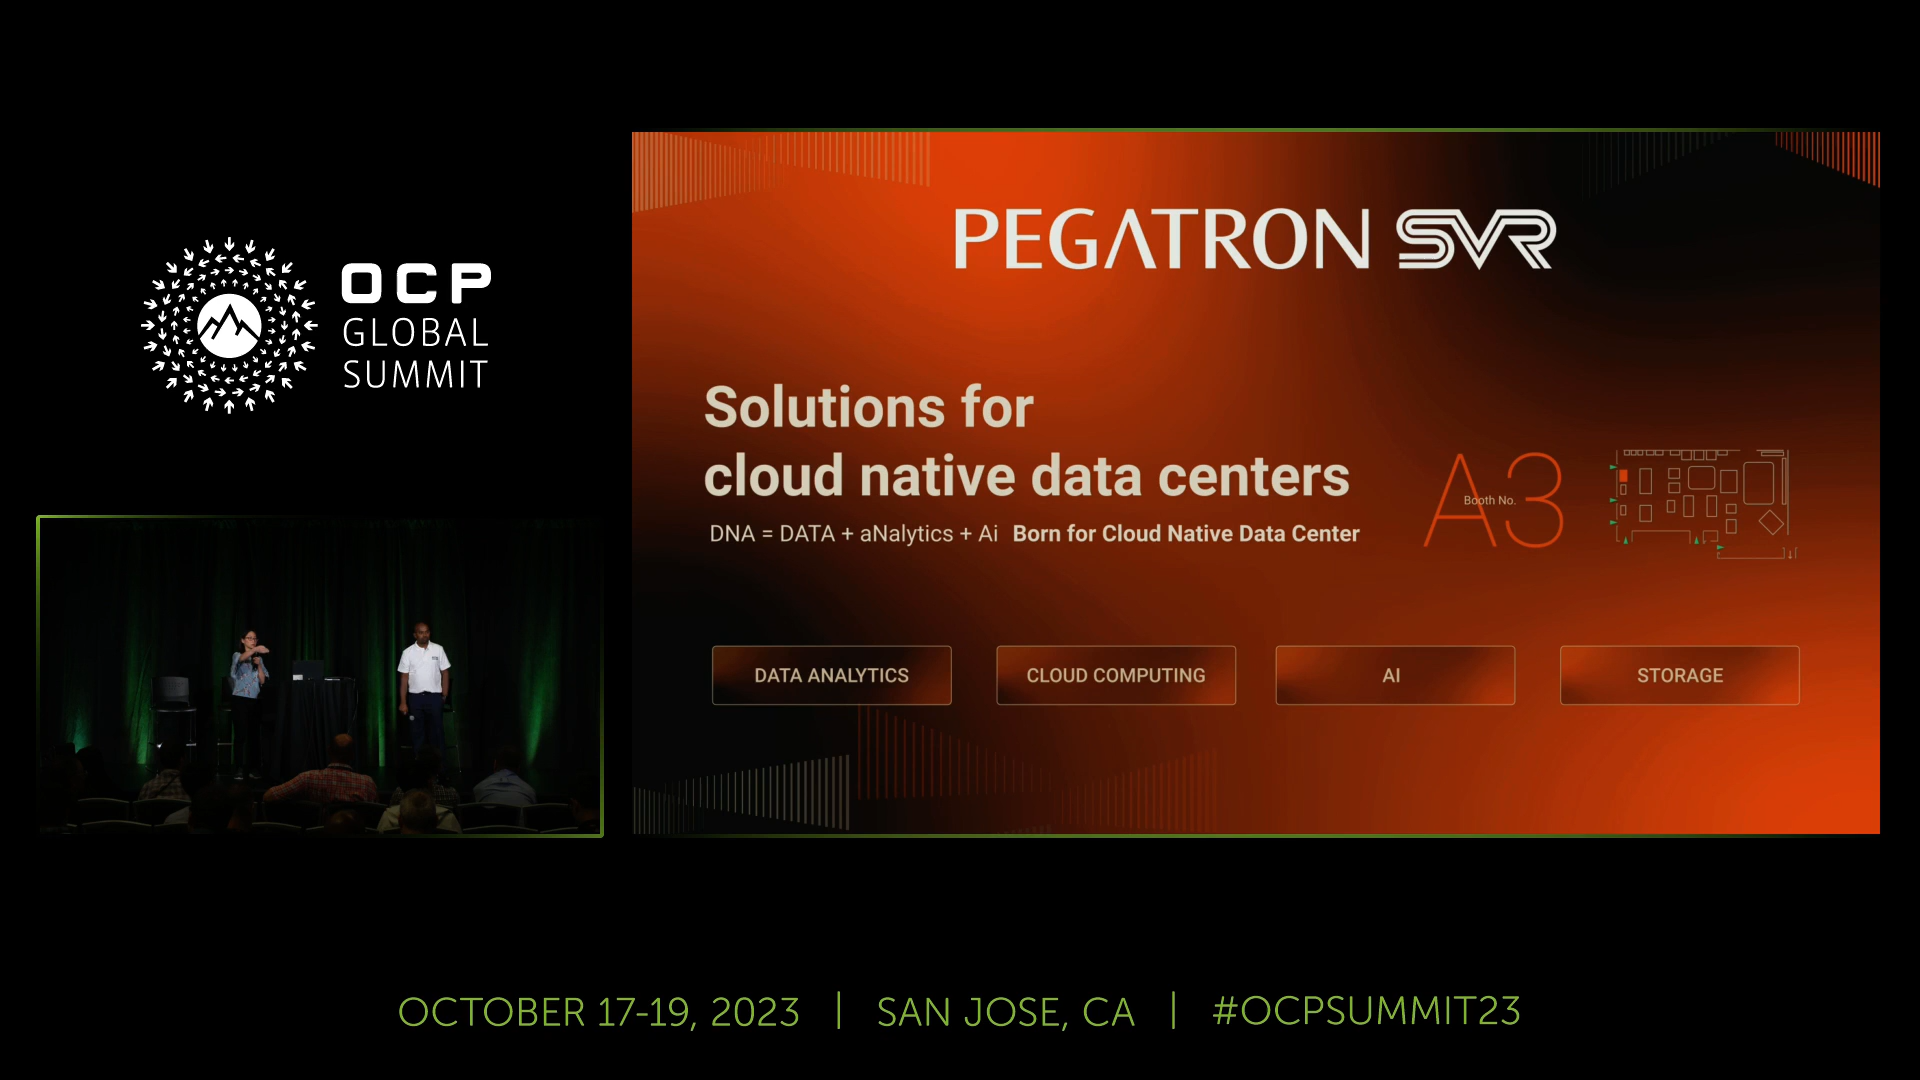 OCP
GLOBAL
SUMMIT
PEGATRON SVR
Solutions for
cloud native data centers
DNA = DATA + aNalytics + Ai Born for Cloud Native Data Center
A3
Booth No.
DATA ANALYTICS
CLOUD COMPUTING
AI
STORAGE
OCTOBER 17-19, 2023 | SAN JOSE, CA | #OCPSUMMIT23